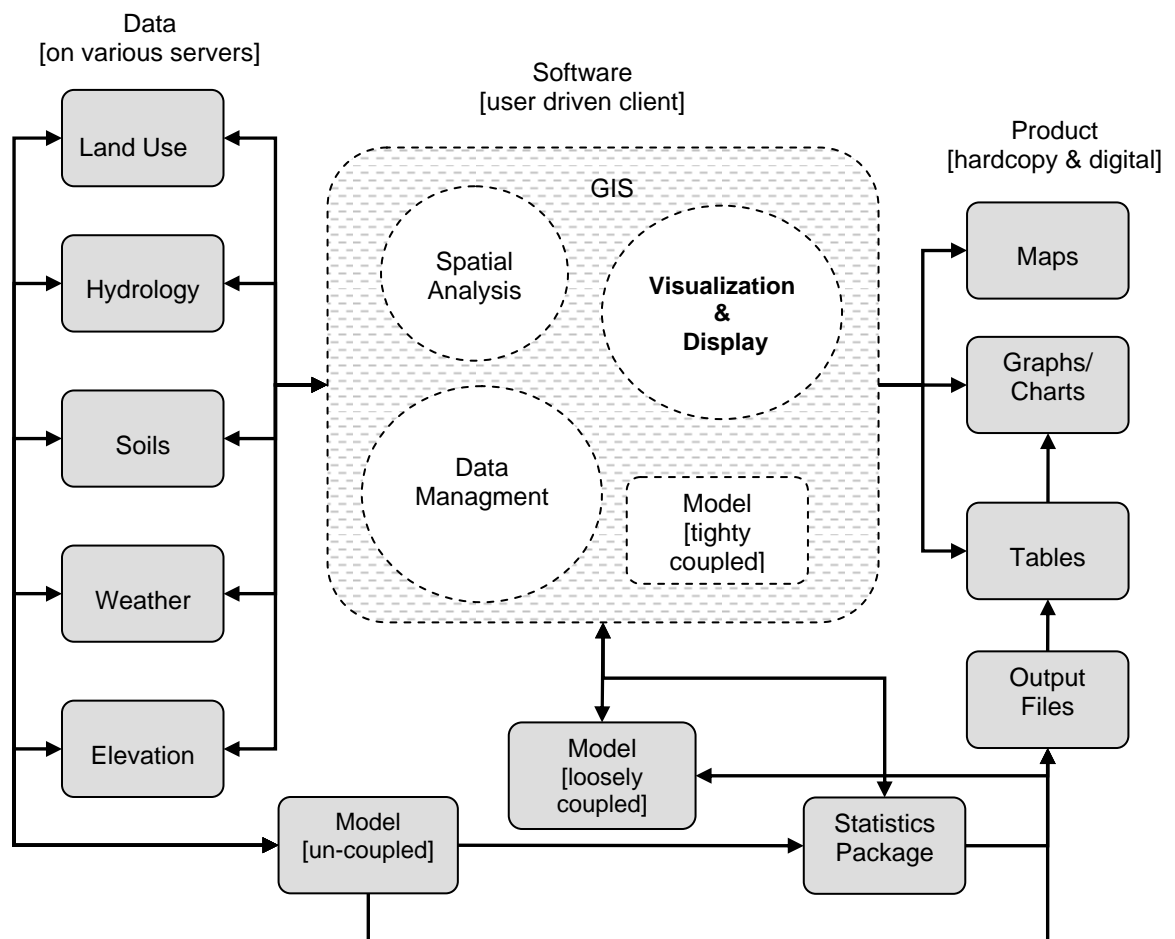 Data
[on various servers]
Land Use
Hydrology
Soils
Weather
Elevation
Software
[user driven client]
GIS
Spatial
Analysis
Visualization
&
Display
Data
Managment
Model
[tighty
coupled]
Model
[loosely
coupled]
Model
[un-coupled]
Statistics
Package
Product
[hardcopy & digital]
Maps
Graphs/
Charts
Tables
Output
Files